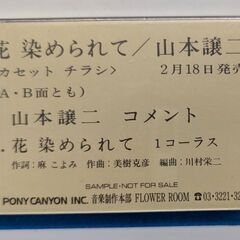 花 染められて／山本譲二
カセット チラシ〉 2月18日発売
A・B面とも)
山本譲二 コメント
. 花 染められて 1コーラス
作詞：麻 こよみ 作曲：美樹克彦 編曲：川村栄二
SAMPLE・NOT FOR SALE
PONY CANYON INC. 音楽制作本部 FLOWER ROOM ☎03-3221-3